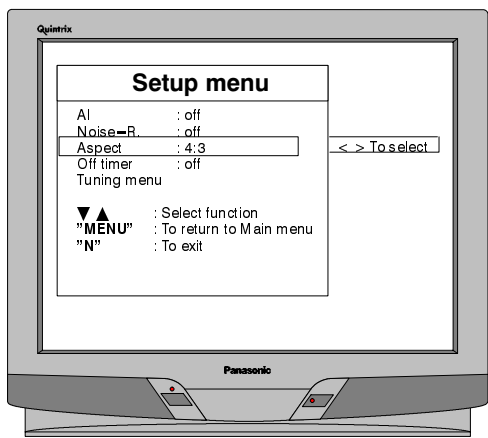 Quintrix
Setup menu
AI : off
Noise-R. : off
Aspect : 4:3
< > To select
Off timer : off
Tuning menu
▼ ▲ : Select function
"MENU" : To return to Main menu
"N" : To exit
Panasonic